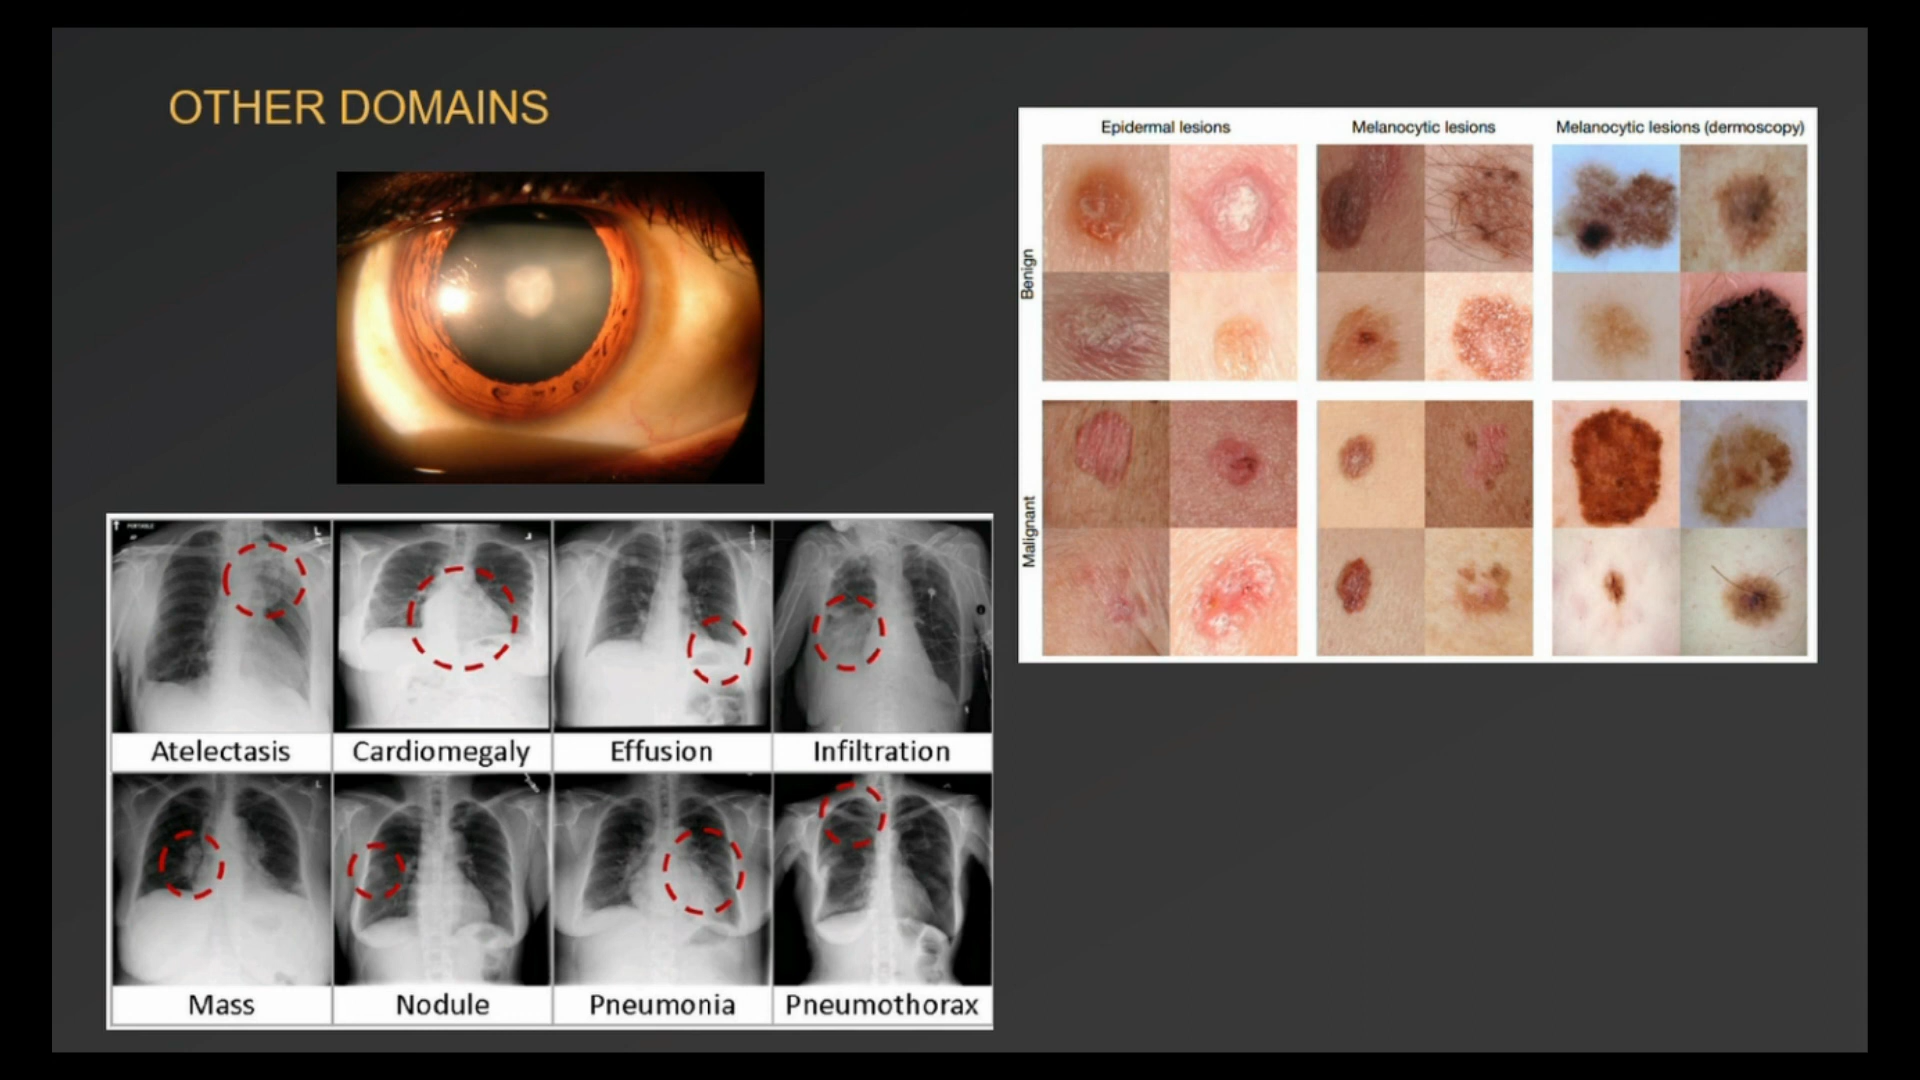 OTHER DOMAINS
Epidermal lesions
Melanocytic lesions
Melanocytic lesions (dermoscopy)
Benign
Malignant
PORTABLE
L
Atelectasis
Cardiomegaly
Effusion
Infiltration
L
Mass
Nodule
Pneumonia
Pneumothorax